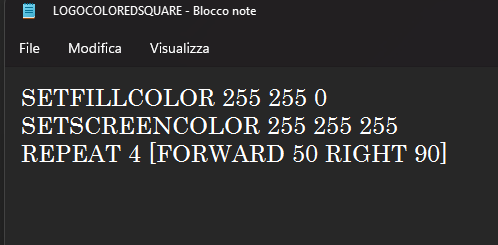 LOGOCOLOREDSQUARE - Blocco note
File Modifica Visualizza
SETFILLCOLOR 255 255 0
SETSCREENCOLOR 255 255 255
REPEAT 4 [FORWARD 50 RIGHT 90]